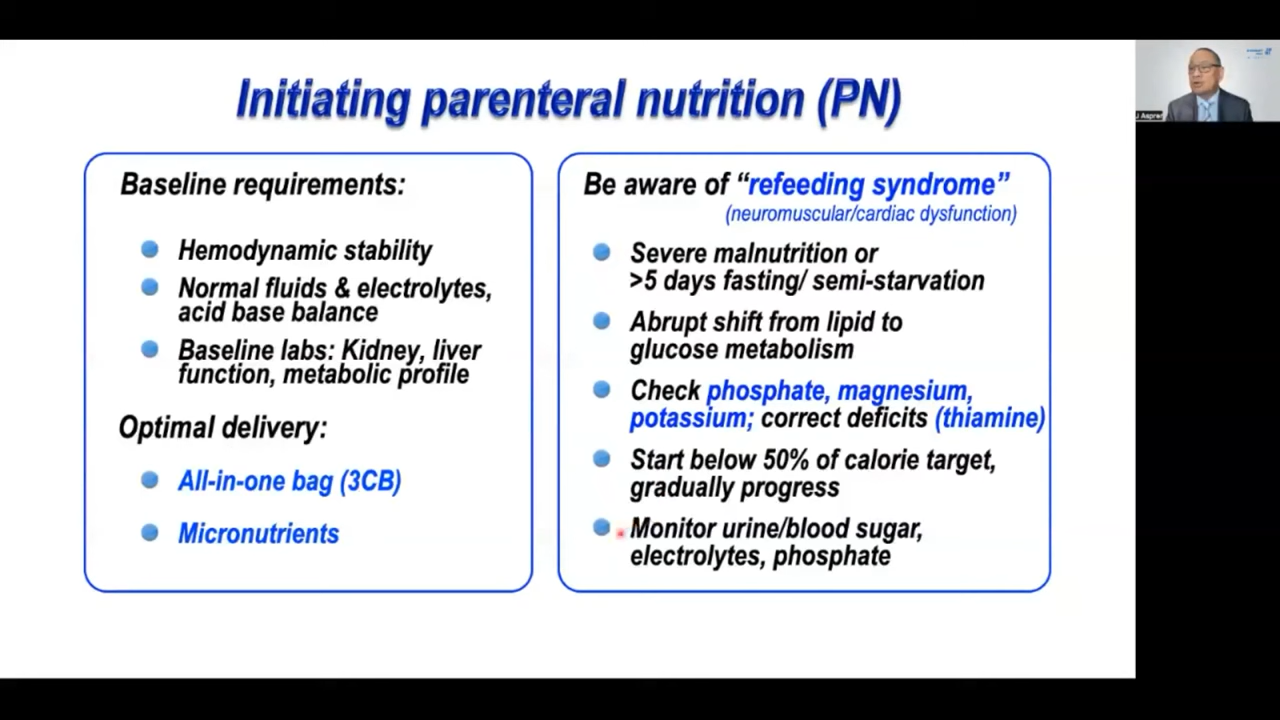 Initiating parenteral nutrition (PN)
Baseline requirements:
Hemodynamic stability
Normal fluids & electrolytes,
acid base balance
Baseline labs: Kidney, liver
function, metabolic profile
Optimal delivery:
All-in-one bag (3CB)
Micronutrients
Be aware of “refeeding syndrome”
(neuromuscular/cardiac dysfunction)
Severe malnutrition or
>5 days fasting/ semi-starvation
Abrupt shift from lipid to
glucose metabolism
Check phosphate, magnesium,
potassium; correct deficits (thiamine)
Start below 50% of calorie target,
gradually progress
Monitor urine/blood sugar,
electrolytes, phosphate